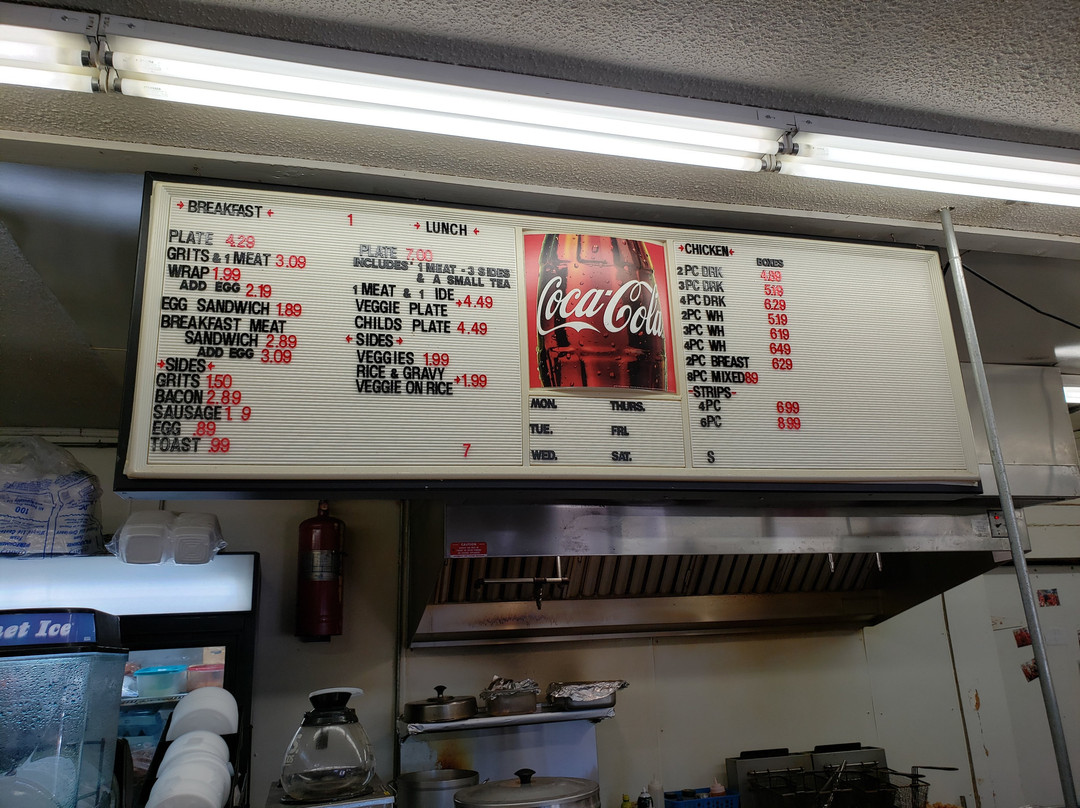 BREAKFAST
PLATE 4.29
GRITS & 1 MEAT 3.09
WRAP 1.99
ADD EGG 2.19
EGG SANDWICH 1.89
BREAKFAST MEAT
SANDWICH 2.89
ADD EGG 3.09
SIDES
GRITS 1.50
BACON 2.89
SAUSAGE 1 9
EGG .89
TOAST .99
1
LUNCH
PLATE 7.00
INCLUDES' 1 MEAT - 3 SIDES
& A SMALL TEA
1 MEAT & 1 IDE
VEGGIE PLATE 4.49
CHILDS PLATE 4.49
SIDES
VEGGIES 1.99
RICE & GRAVY
VEGGIE ON RICE 1.99
7
Coca-Cola
MON. THURS.
TUE. FRI.
WED. SAT.
CHICKEN
BOXES
2PC DRK 4.89
3PC DRK 5.19
4PC DRK 6.29
2PC WH 5.19
3PC WH 6.19
4PC WH 649
2PC BREAST 629
8PC MIXED 89
-STRIPS-
4PC 6.99
6PC 8.99
S
100
et Ice